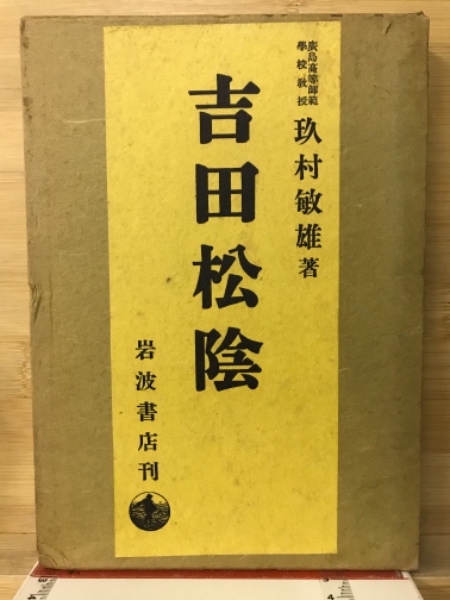 廣島高等師範
學校教授
玖村敏雄著
吉田松陰
岩波書店刊